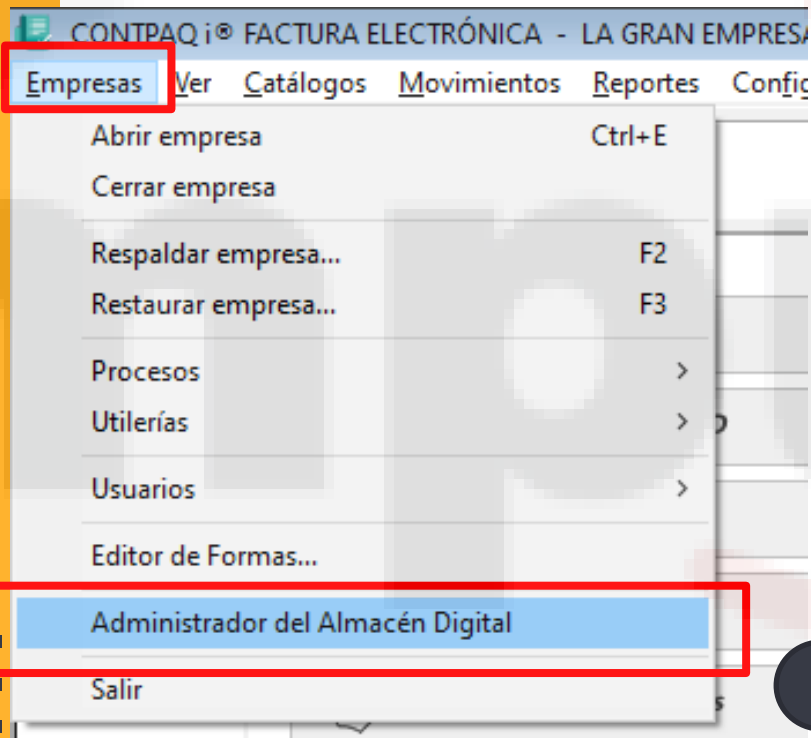 CONTPAQ i® FACTURA ELECTRÓNICA - LA GRAN EMPRESA
Empresas Ver Catálogos Movimientos Reportes Config
Abrir empresa Ctrl+E
Cerrar empresa
Respaldar empresa... F2
Restaurar empresa... F3
Procesos >
Utilerías >
Usuarios >
Editor de Formas...
Administrador del Almacén Digital
Salir